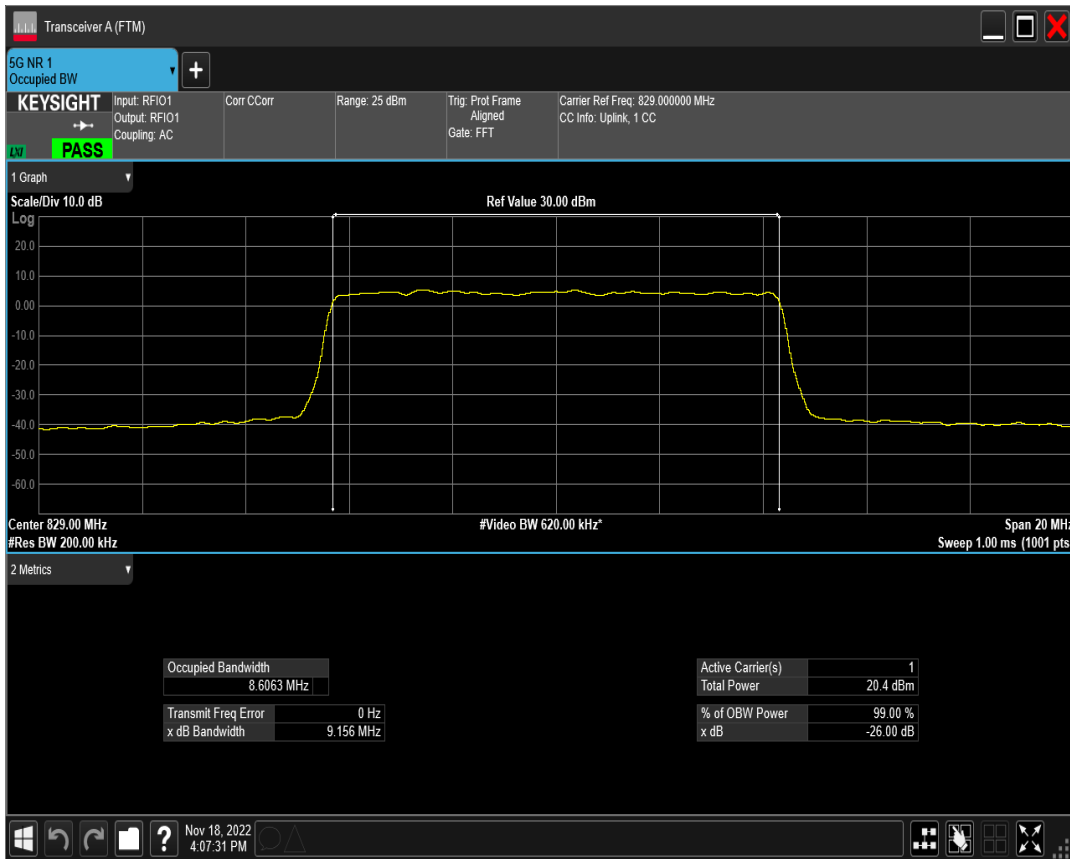 Transceiver A (FTM)
5G NR 1
Occupied BW
+
KEYSIGHT
LXI
PASS
Input: RFIO1
Output: RFIO1
Coupling: AC
Corr CCorr
Range: 25 dBm
Trig: Prot Frame
Aligned
Gate: FFT
Carrier Ref Freq: 829.000000 MHz
CC Info: Uplink, 1 CC
1 Graph
Scale/Div 10.0 dB
Ref Value 30.00 dBm
Log
20.0
10.0
0.00
-10.0
-20.0
-30.0
-40.0
-50.0
-60.0
Center 829.00 MHz
#Video BW 620.00 kHz*
Span 20 MHz
#Res BW 200.00 kHz
Sweep 1.00 ms (1001 pts
2 Metrics
Occupied Bandwidth
8.6063 MHz
Transmit Freq Error 0 Hz
x dB Bandwidth 9.156 MHz
Active Carrier(s) 1
Total Power 20.4 dBm
% of OBW Power 99.00 %
x dB -26.00 dB
?
Nov 18, 2022
4:07:31 PM